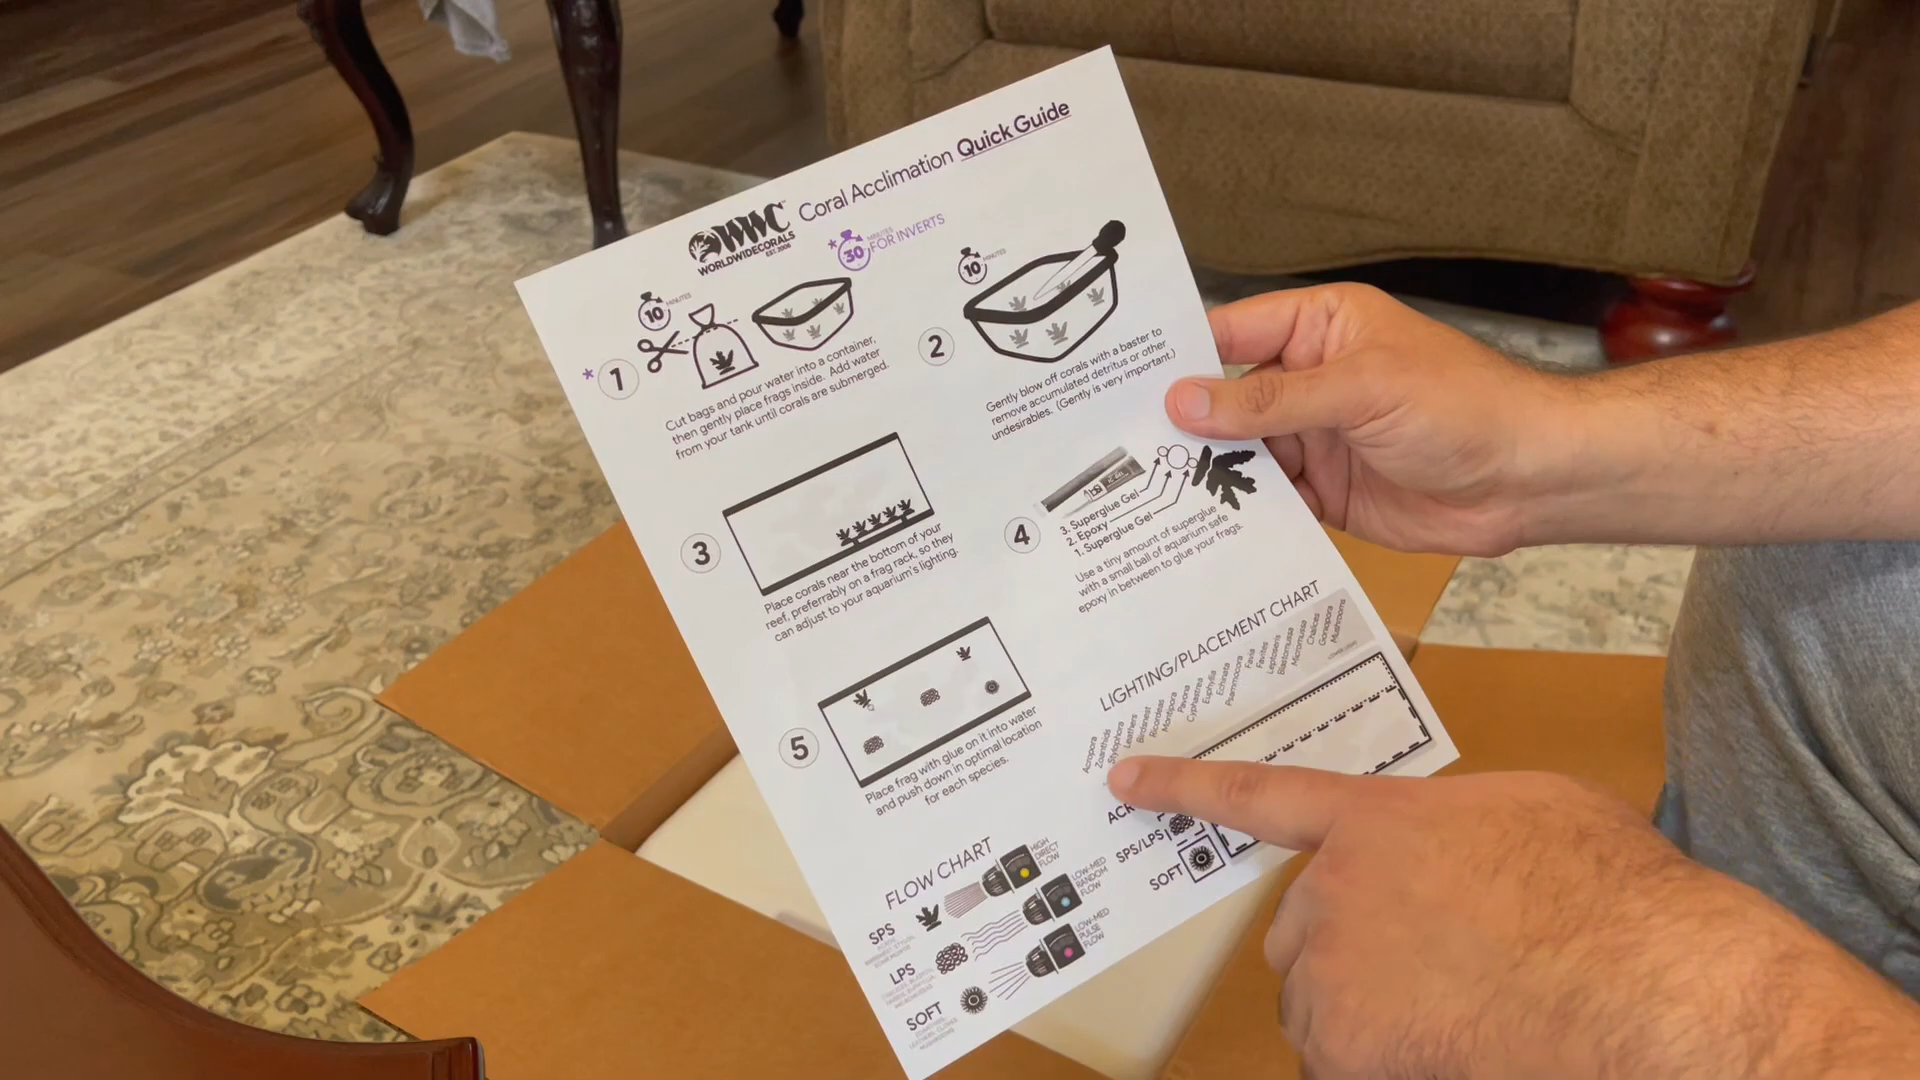 WWC
WORLDWIDECORALS
EST. 2006
Coral Acclimation Quick Guide
*30 MINUTES
FOR INVERTS
10 MINUTES
*1
Cut bags and pour water into a container,
then gently place frags inside. Add water
from your tank until corals are submerged.
10 MINUTES
2
Gently blow off corals with a baster to
remove accumulated detritus or other
undesirables. (Gently is very important.)
3
Place corals near the bottom of your
reef, preferrably on a frag rack, so they
can adjust to your aquarium's lighting.
4
3. Superglue Gel
2. Epoxy
1. Superglue Gel
Use a tiny amount of superglue
with a small ball of aquarium safe
epoxy in between to glue your frags.
5
Place frag with glue on it into water
and push down in optimal location
for each species.
LIGHTING/PLACEMENT CHART
Acropora
Zoanthids
Stylophora
Leathers
Birdsnest
Ricordeas
Montipora
Pavona
Cyphastrea
Euphyllia
Echinata
Psammocora
Favia
Favites
Leptoseris
Blastomussa
Micromussa
Chalices
Goniopora
Mushrooms
ACR
SPS/LPS
SOFT
FLOW CHART
SPS
HIGH
DIRECT
FLOW
LPS
LOW-MED
RANDOM
FLOW
SOFT
LOW-MED
PULSE
FLOW